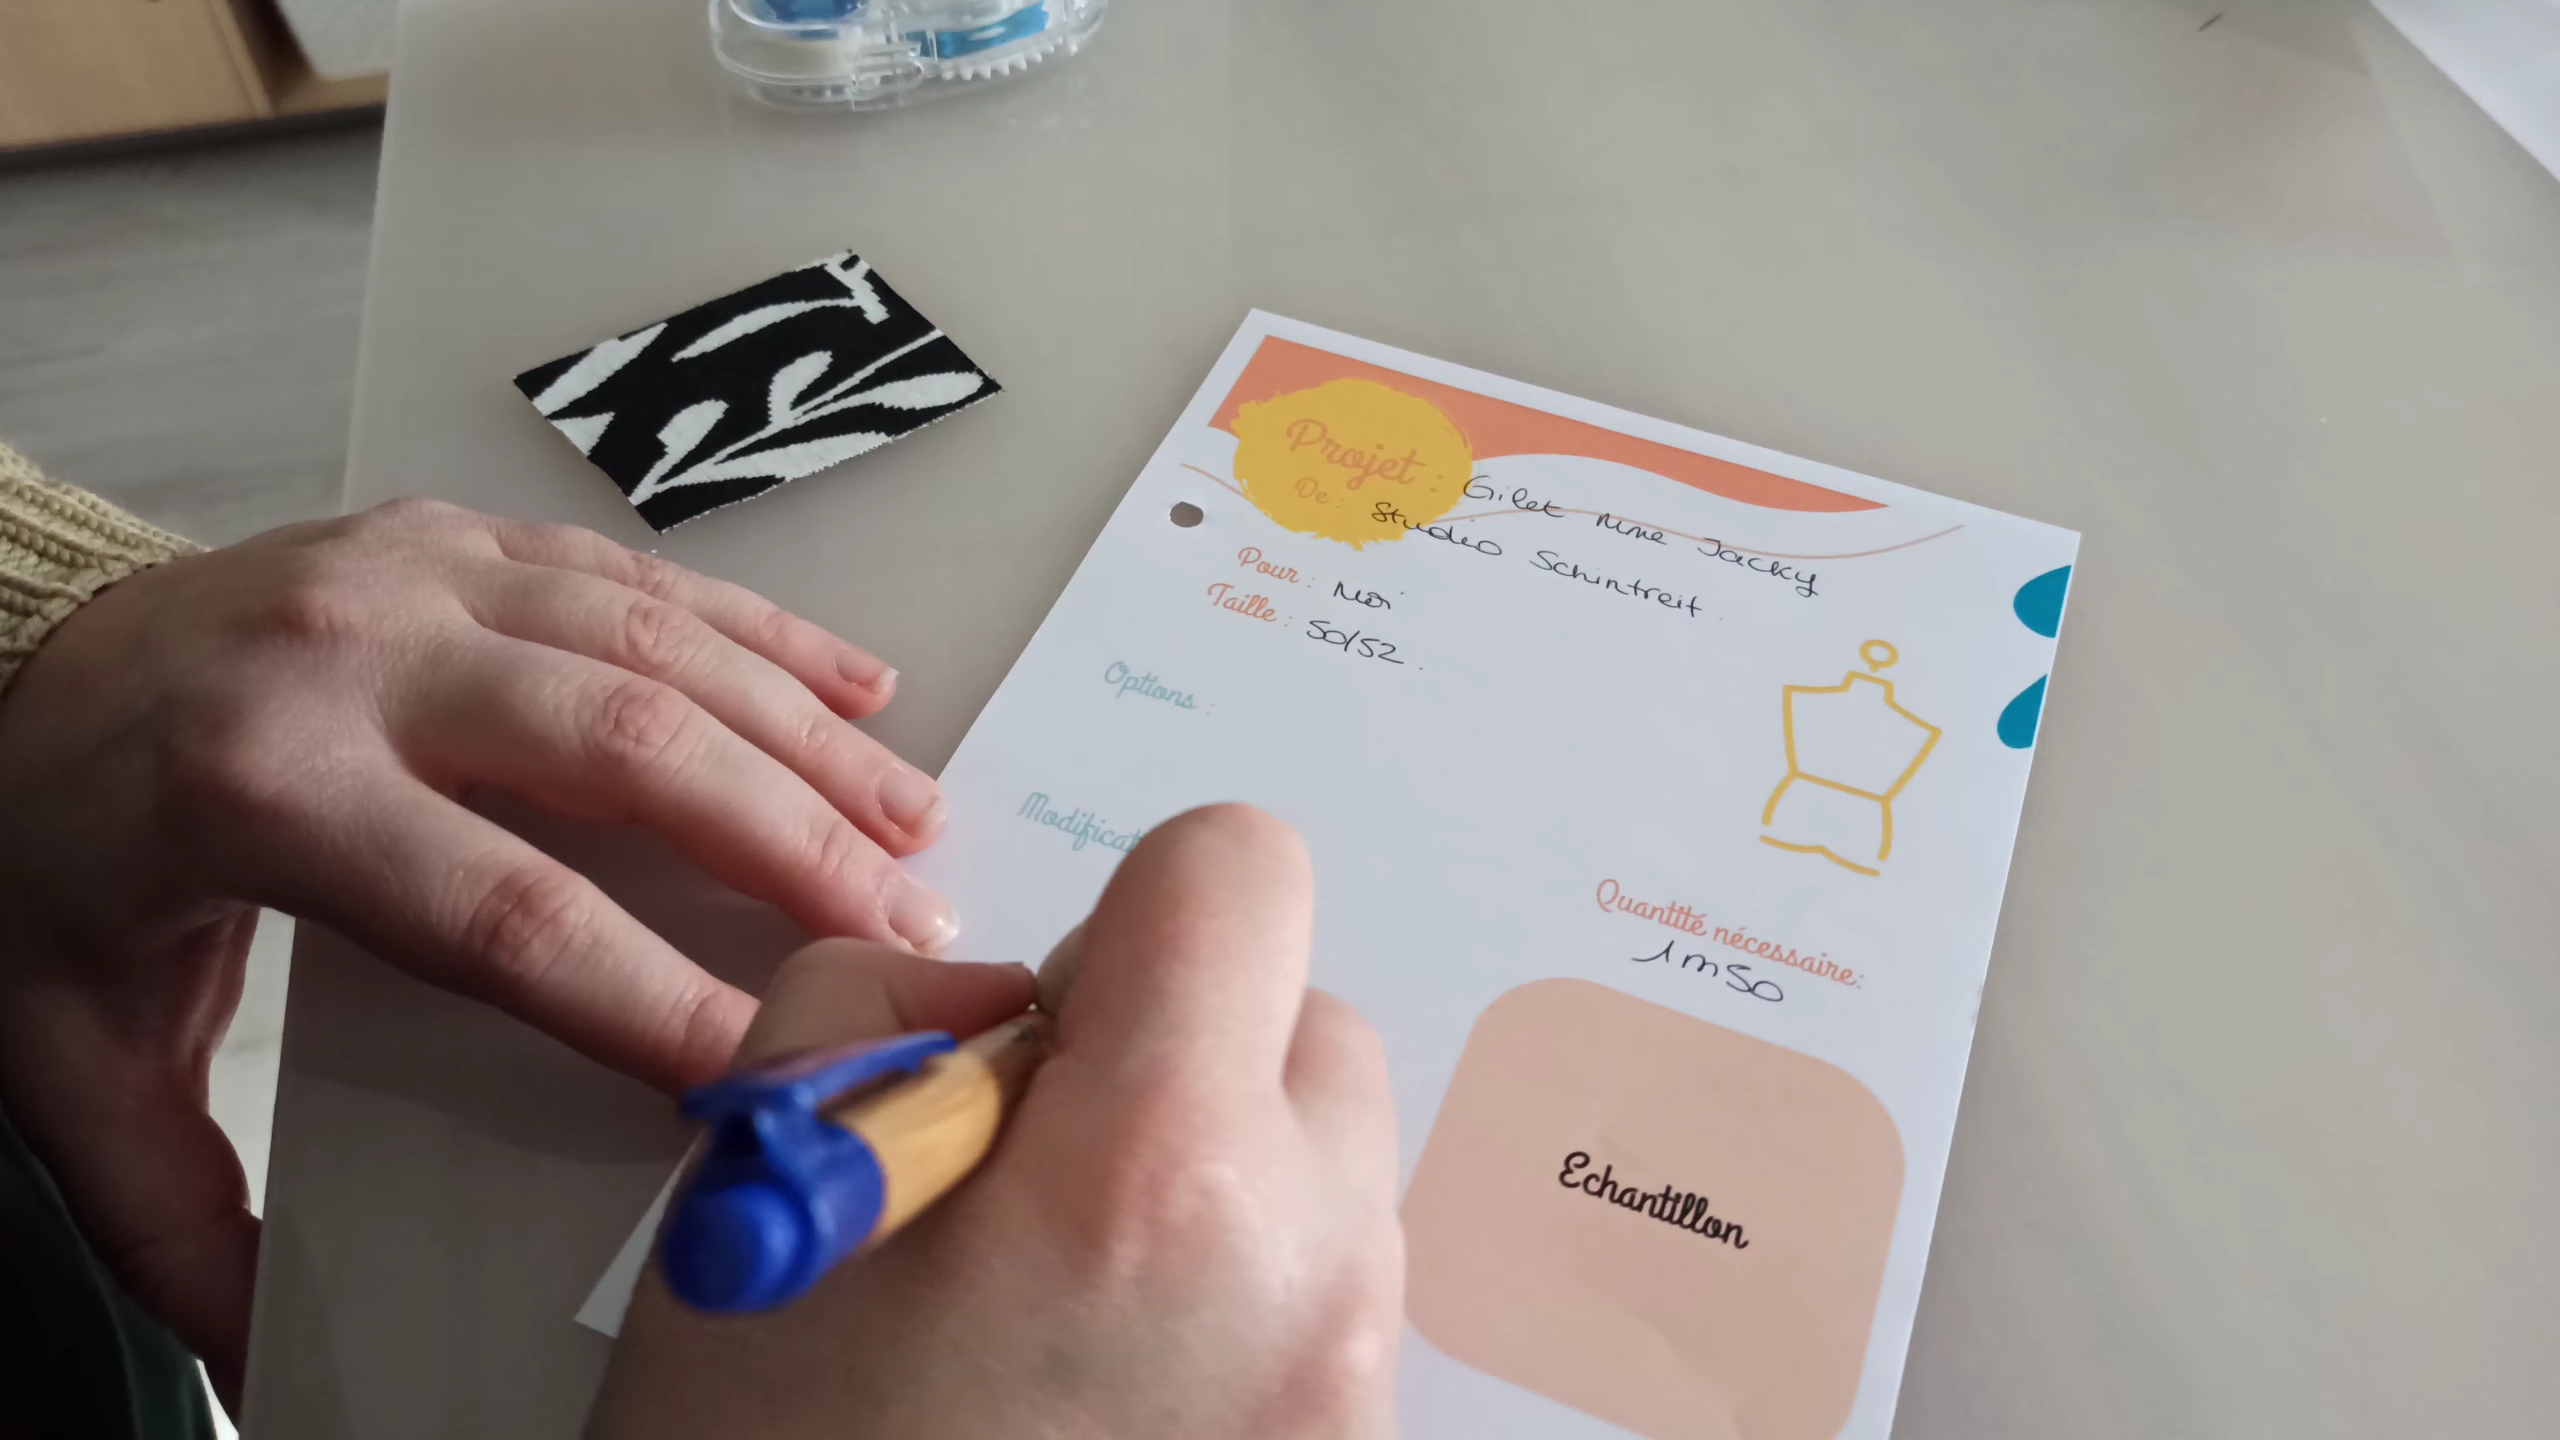 Projet : Gilet Mme Jacky
De : Studio Schintreit
Pour : Moi
Taille : 50/52.
Options :
Quantité nécessaire:
1m50
Echantillon